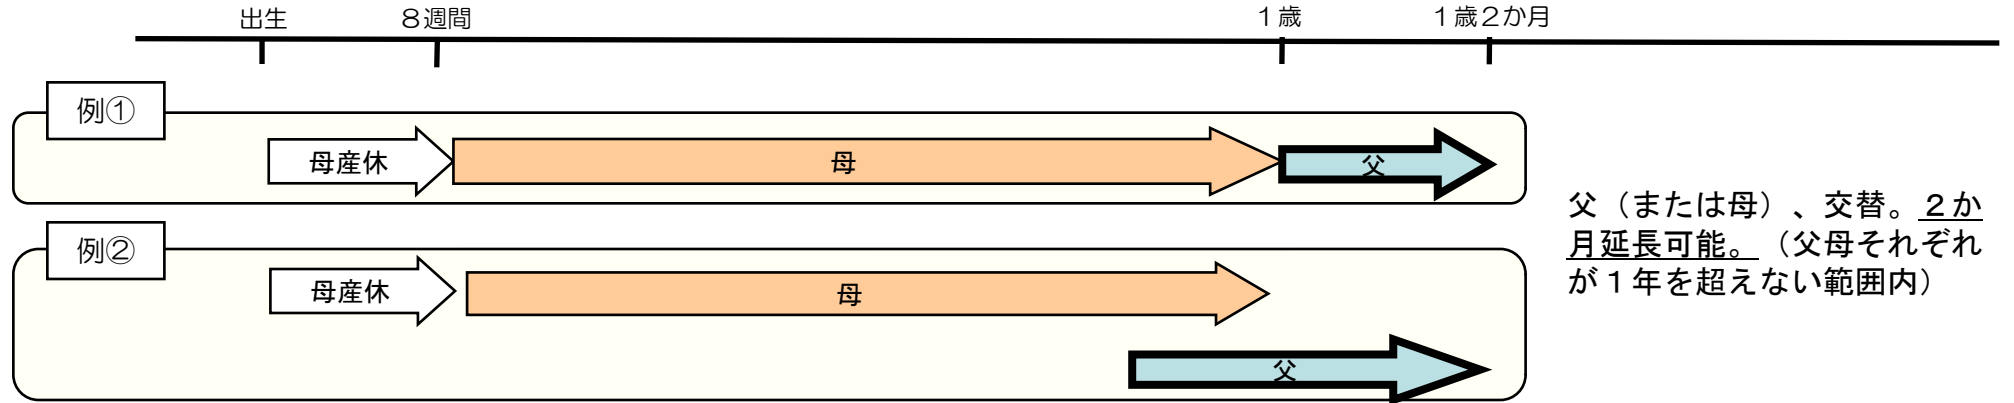 出生 ８週間 １歳 １歳２か月
例①
母産休 母 父
例②
母産休 母
父
父（または母）、交替。２か
月延長可能。（父母それぞれ
が１年を超えない範囲内）